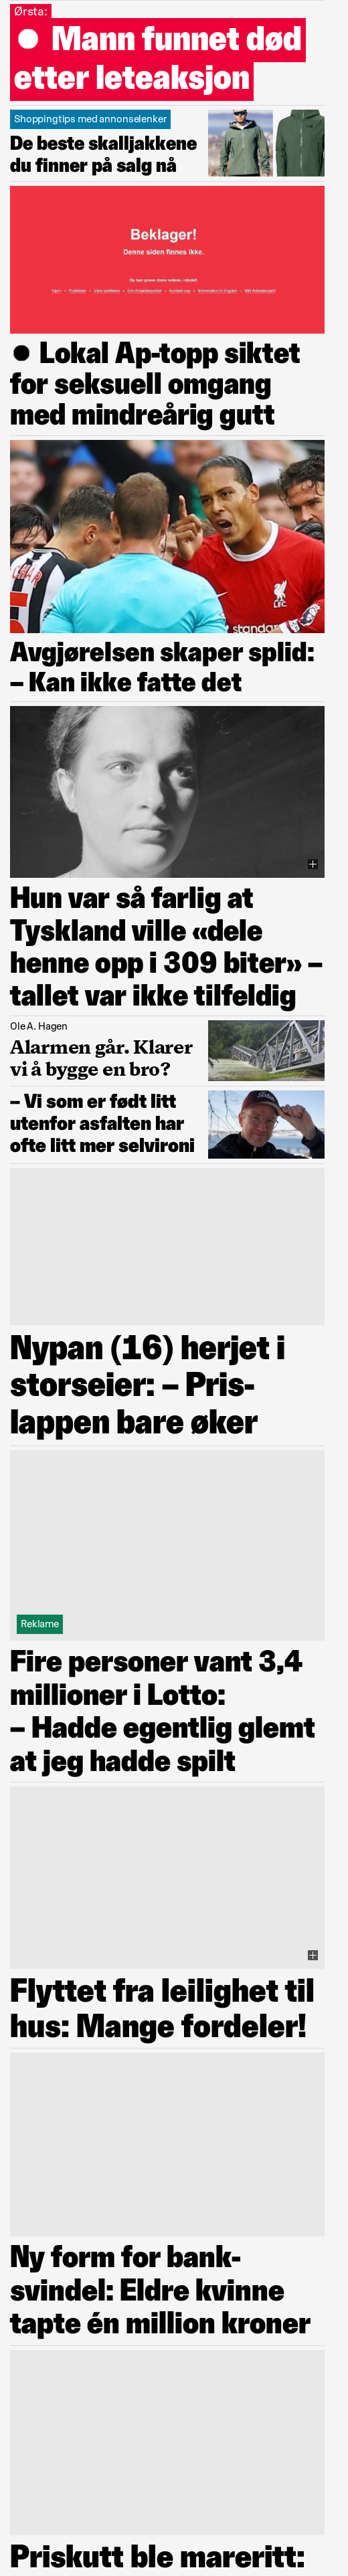 Ørsta:
Mann funnet død
etter leteaksjon
Shoppingtips med annonselenker
De beste skalljakkene
du finner på salg nå
Beklager!
Denne siden finnes ikke.
Lokal Ap-topp siktet
for seksuell omgang
med mindreårig gutt
LFC
standard
Avgjørelsen skaper splid:
– Kan ikke fatte det
Hun var så farlig at
Tyskland ville «dele
henne opp i 309 biter» –
tallet var ikke tilfeldig
Ole A. Hagen
Alarmen går. Klarer
vi å bygge en bro?
– Vi som er født litt
utenfor asfalten har
ofte litt mer selvironi
Nypan (16) herjet i
storseier: – Pris-
lappen bare øker
Reklame
Fire personer vant 3,4
millioner i Lotto:
– Hadde egentlig glemt
at jeg hadde spilt
Flyttet fra leilighet til
hus: Mange fordeler!
Ny form for bank-
svindel: Eldre kvinne
tapte én million kroner
Priskutt ble mareritt: